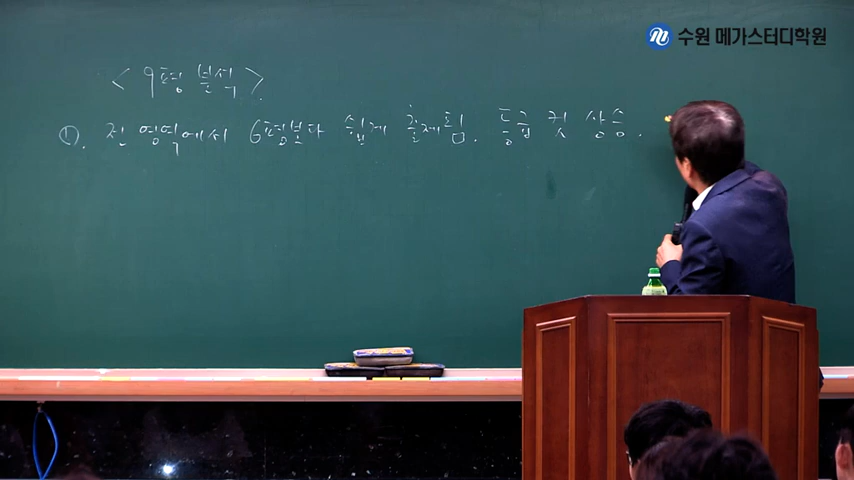 수원 메가스터디학원
< 9평 분석 >
①. 전 영역에서 6평보다 쉽게 출제됨. 등급 컷 상승.